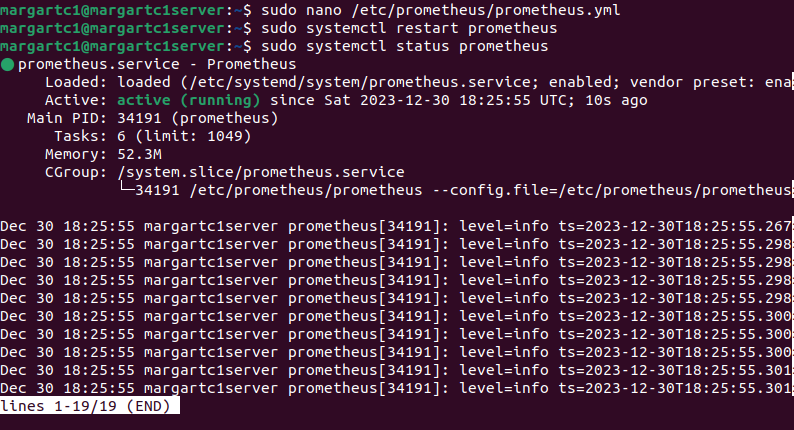 margartc1@margartc1server:~$ sudo nano /etc/prometheus/prometheus.yml
margartc1@margartc1server:~$ sudo systemctl restart prometheus
margartc1@margartc1server:~$ sudo systemctl status prometheus
● prometheus.service - Prometheus
     Loaded: loaded (/etc/systemd/system/prometheus.service; enabled; vendor preset: ena
     Active: active (running) since Sat 2023-12-30 18:25:55 UTC; 10s ago
   Main PID: 34191 (prometheus)
      Tasks: 6 (limit: 1049)
     Memory: 52.3M
     CGroup: /system.slice/prometheus.service
             └─34191 /etc/prometheus/prometheus --config.file=/etc/prometheus/prometheus
Dec 30 18:25:55 margartc1server prometheus[34191]: level=info ts=2023-12-30T18:25:55.267
Dec 30 18:25:55 margartc1server prometheus[34191]: level=info ts=2023-12-30T18:25:55.298
Dec 30 18:25:55 margartc1server prometheus[34191]: level=info ts=2023-12-30T18:25:55.298
Dec 30 18:25:55 margartc1server prometheus[34191]: level=info ts=2023-12-30T18:25:55.298
Dec 30 18:25:55 margartc1server prometheus[34191]: level=info ts=2023-12-30T18:25:55.298
Dec 30 18:25:55 margartc1server prometheus[34191]: level=info ts=2023-12-30T18:25:55.300
Dec 30 18:25:55 margartc1server prometheus[34191]: level=info ts=2023-12-30T18:25:55.300
Dec 30 18:25:55 margartc1server prometheus[34191]: level=info ts=2023-12-30T18:25:55.300
Dec 30 18:25:55 margartc1server prometheus[34191]: level=info ts=2023-12-30T18:25:55.301
Dec 30 18:25:55 margartc1server prometheus[34191]: level=info ts=2023-12-30T18:25:55.301
lines 1-19/19 (END)